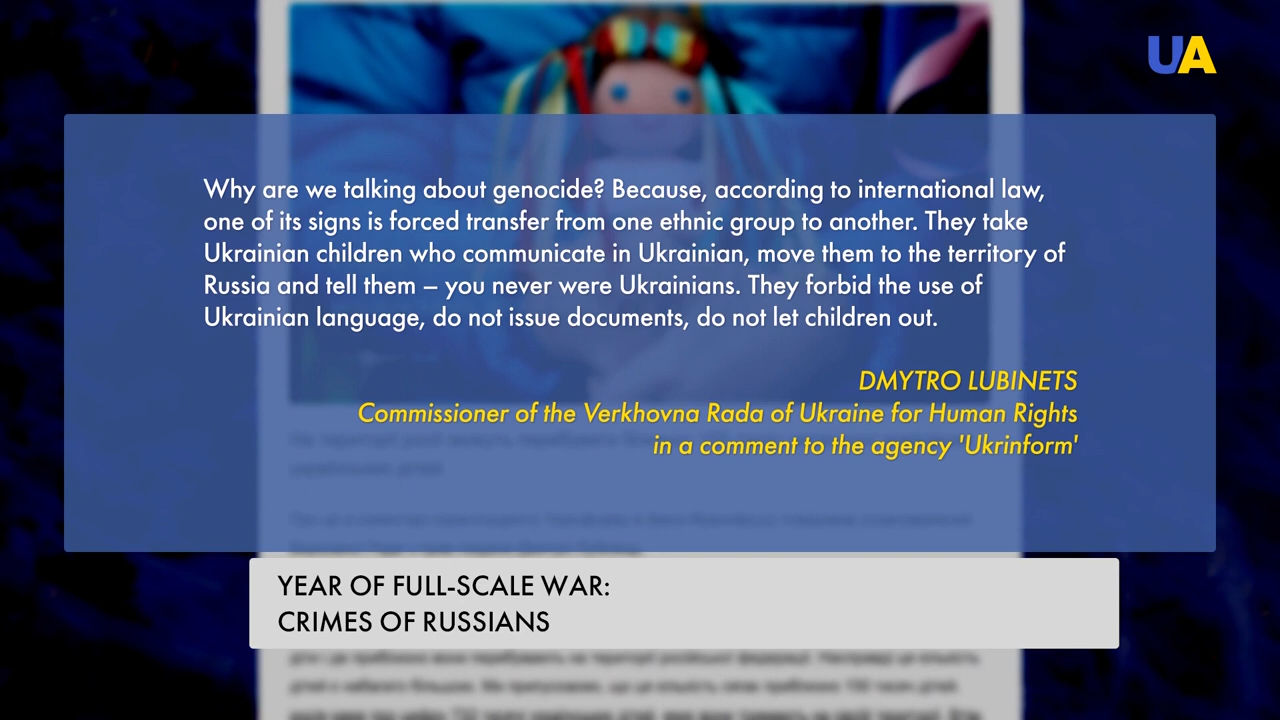 UA
Why are we talking about genocide? Because, according to international law,
one of its signs is forced transfer from one ethnic group to another. They take
Ukrainian children who communicate in Ukrainian, move them to the territory of
Russia and tell them – you never were Ukrainians. They forbid the use of
Ukrainian language, do not issue documents, do not let children out.
DMYTRO LUBINETS
Commissioner of the Verkhovna Rada of Ukraine for Human Rights
in a comment to the agency 'Ukrinform'
YEAR OF FULL-SCALE WAR:
CRIMES OF RUSSIANS